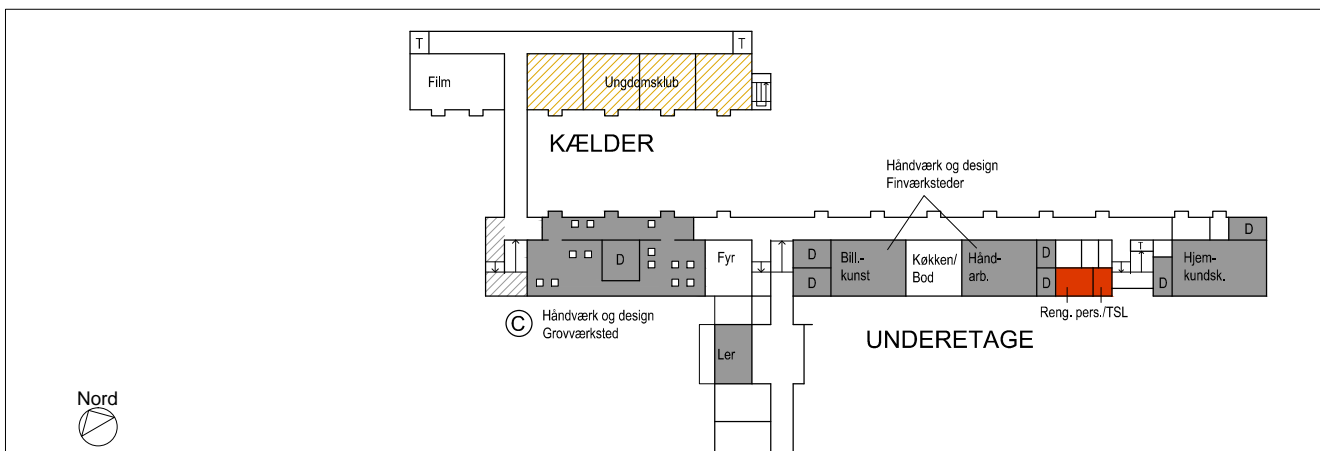 T
T
Film
Ungdomsklub
KÆLDER
Håndværk og design
Finværksteder
D
D
Fyr
D
D
Bill.-
kunst
Køkken/
Bod
Hånd-
arb.
D
D
T
D
Hjem-
kundsk.
Reng. pers./TSL
C
Håndværk og design
Grovværksted
UNDERETAGE
Ler
Nord